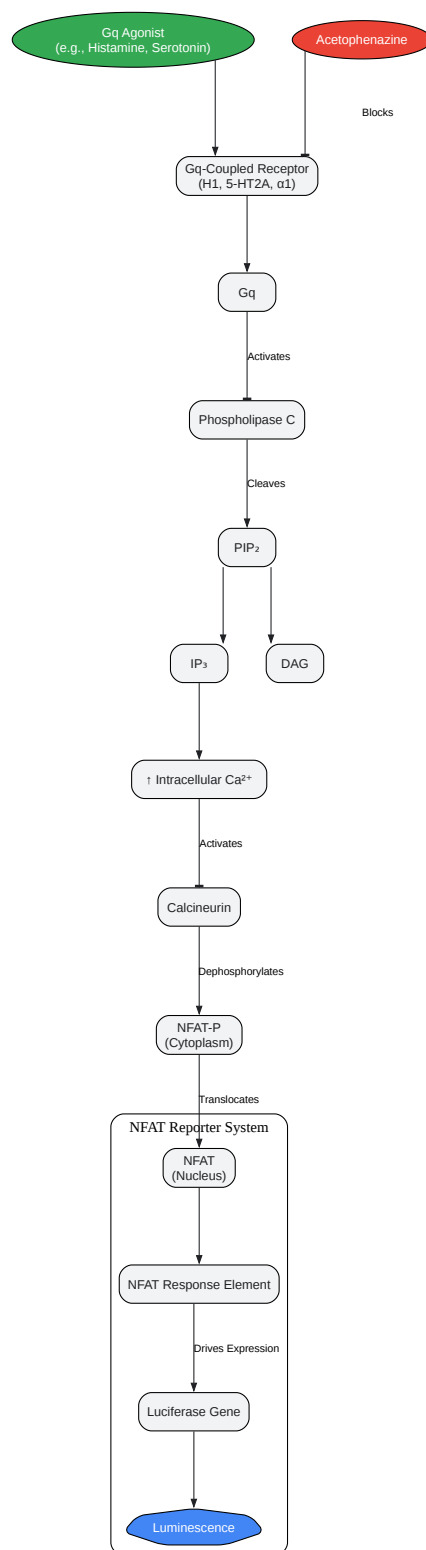 Gq Agonist
(e.g., Histamine, Serotonin)
Acetophenazine
Blocks
Gq-Coupled Receptor
(H1, 5-HT2A, α1)
Gq
Activates
Phospholipase C
Cleaves
PIP₂
IP₃
DAG
↑ Intracellular Ca²⁺
Activates
Calcineurin
Dephosphorylates
NFAT-P
(Cytoplasm)
Translocates
NFAT Reporter System
NFAT
(Nucleus)
NFAT Response Element
Drives Expression
Luciferase Gene
Luminescence